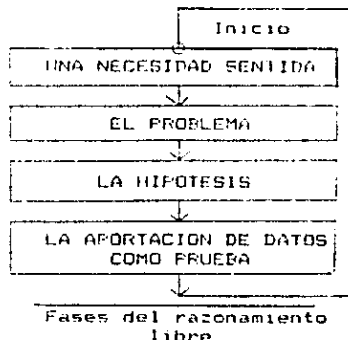 Inicio
UNA NECESIDAD SENTIDA
EL PROBLEMA
LA HIPOTESIS
LA APORTACION DE DATOS
COMO PRUEBA
Fases del razonamiento
libre